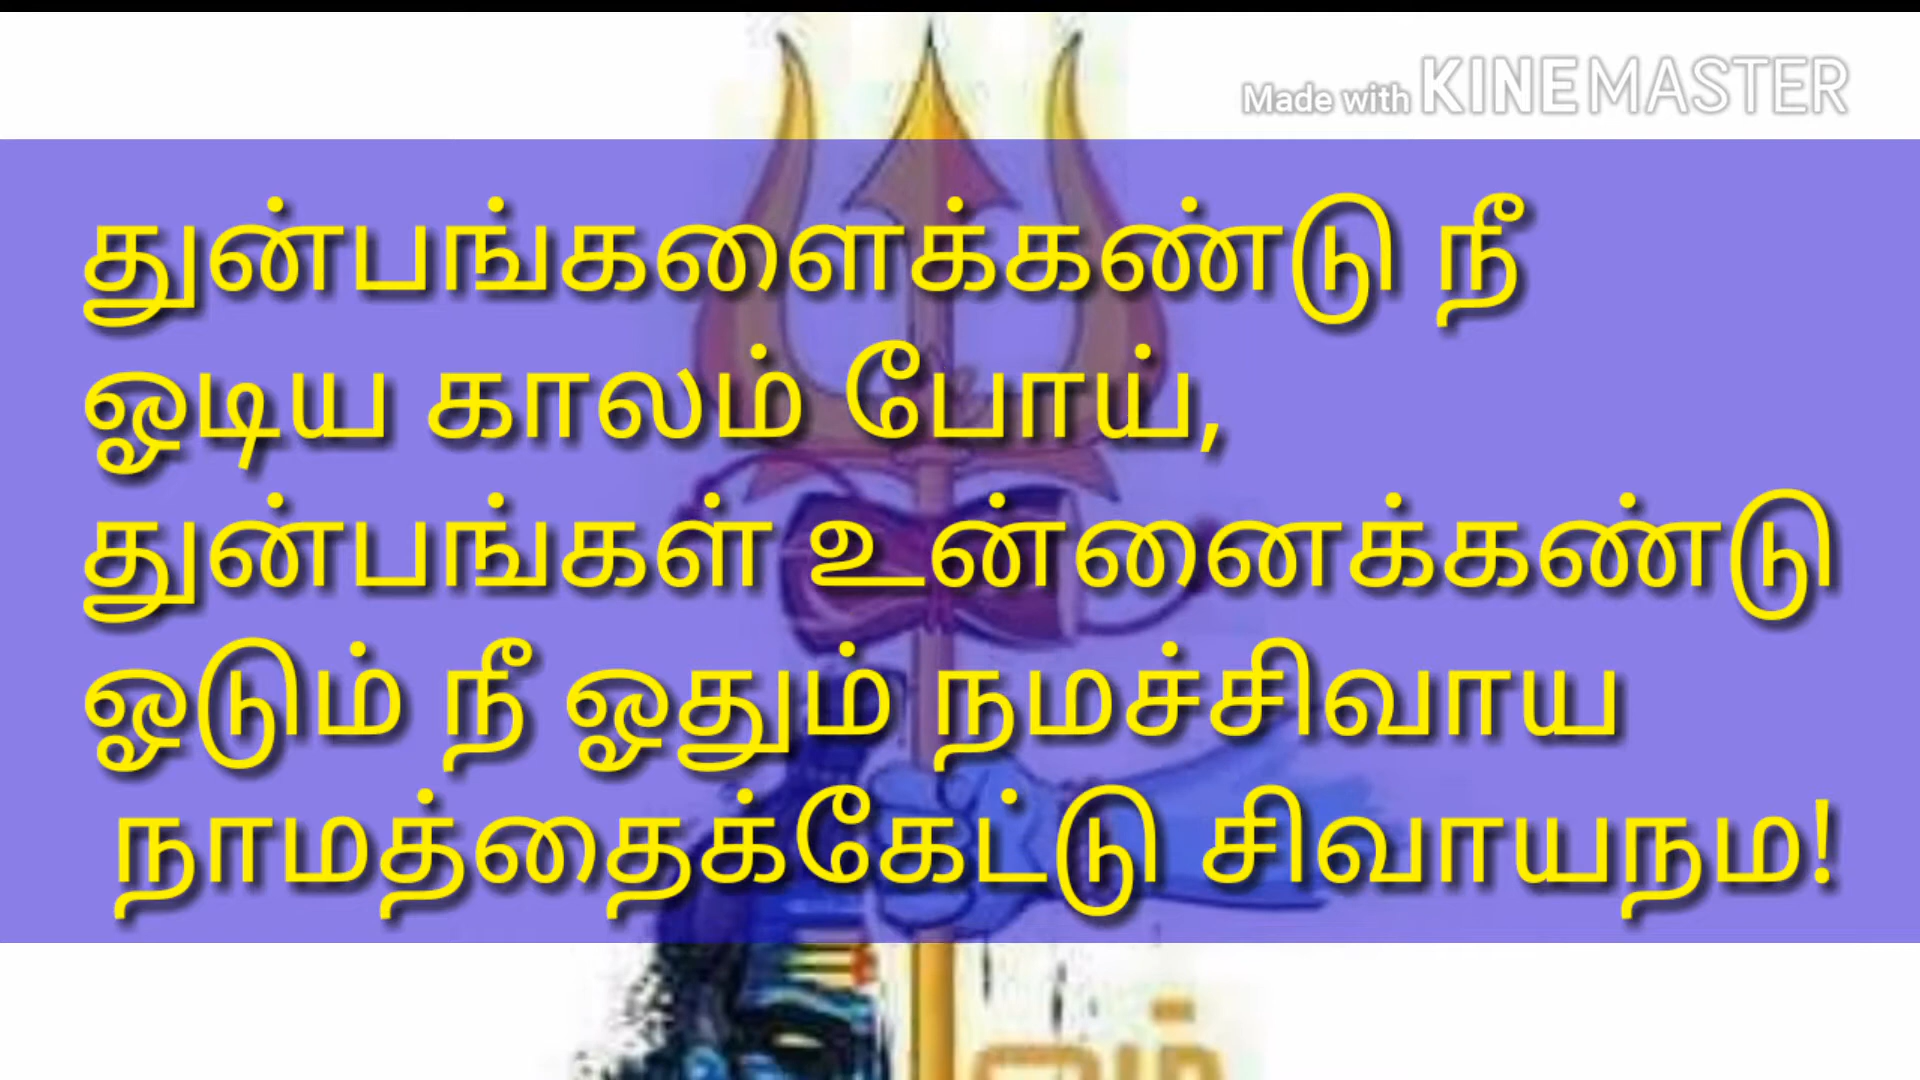 Made with KINEMASTER
துன்பங்களைக்கண்டு நீ
ஓடிய காலம் போய்,
துன்பங்கள் உன்னைக்கண்டு
ஓடும் நீ ஓதும் நமச்சிவாய
நாமத்தைக்கேட்டு சிவாயநம!